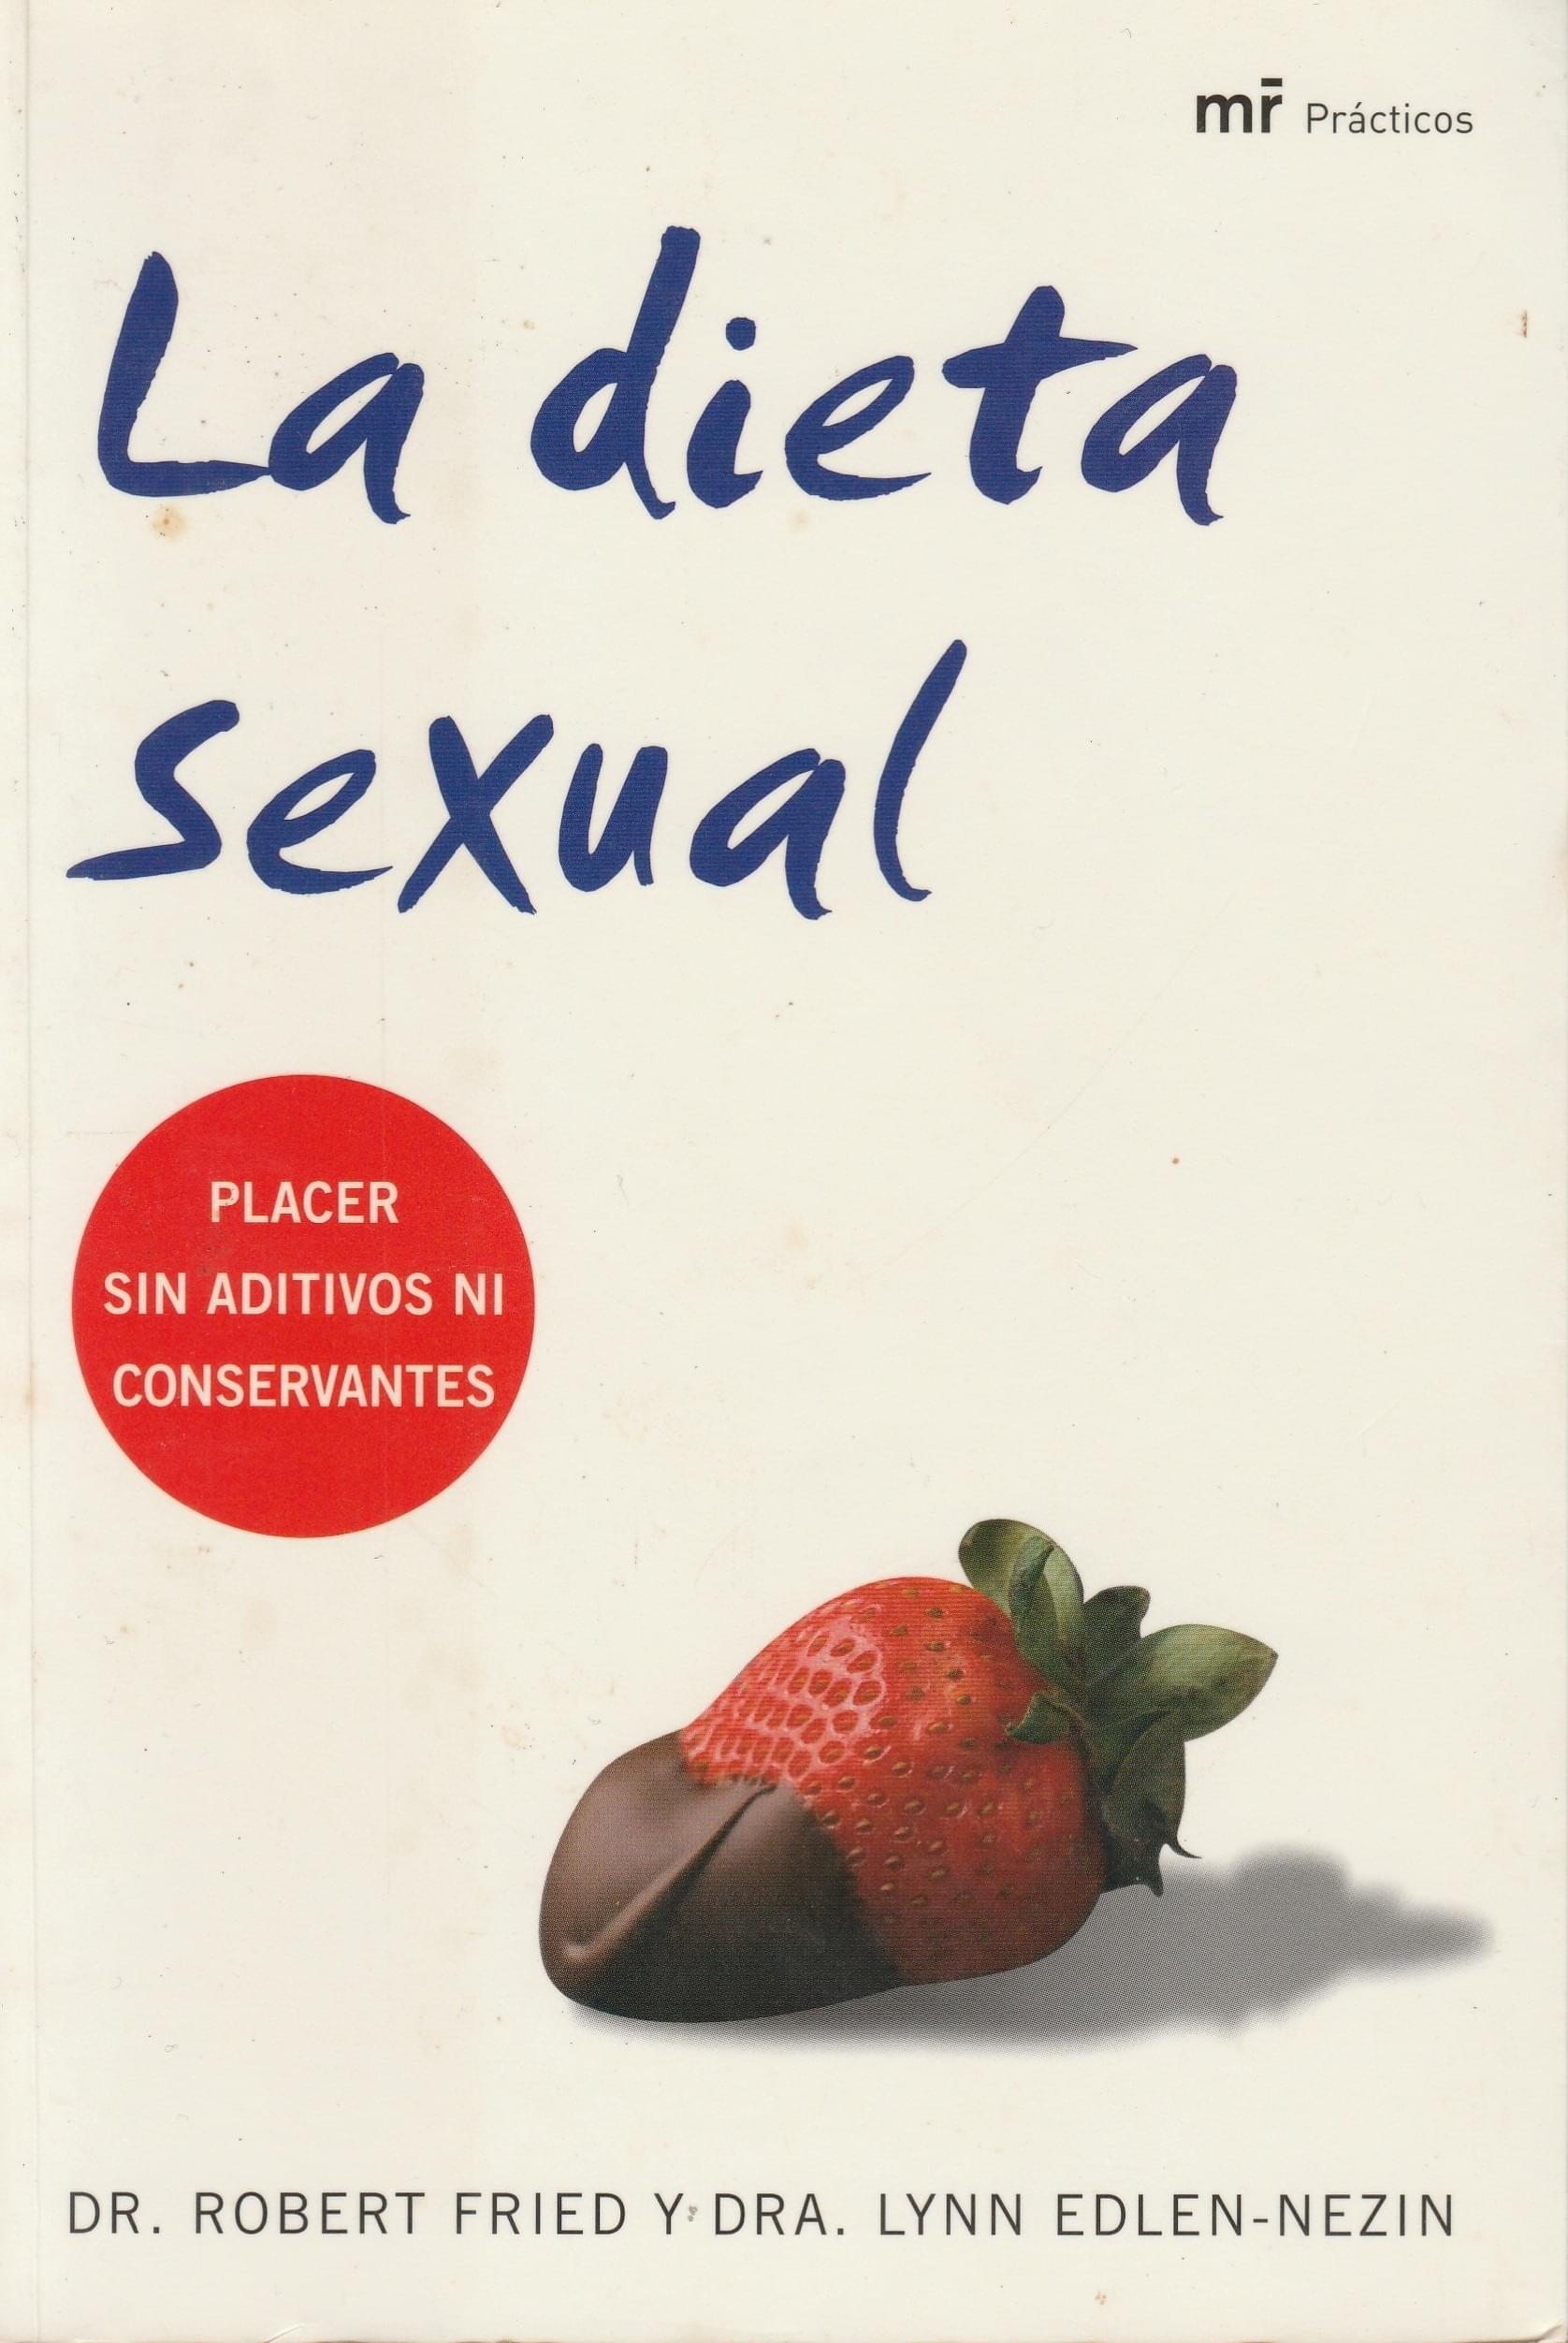 mr Prácticos
La dieta
sexual
PLACER
SIN ADITIVOS NI
CONSERVANTES
DR. ROBERT FRIED Y DRA. LYNN EDLEN-NEZIN